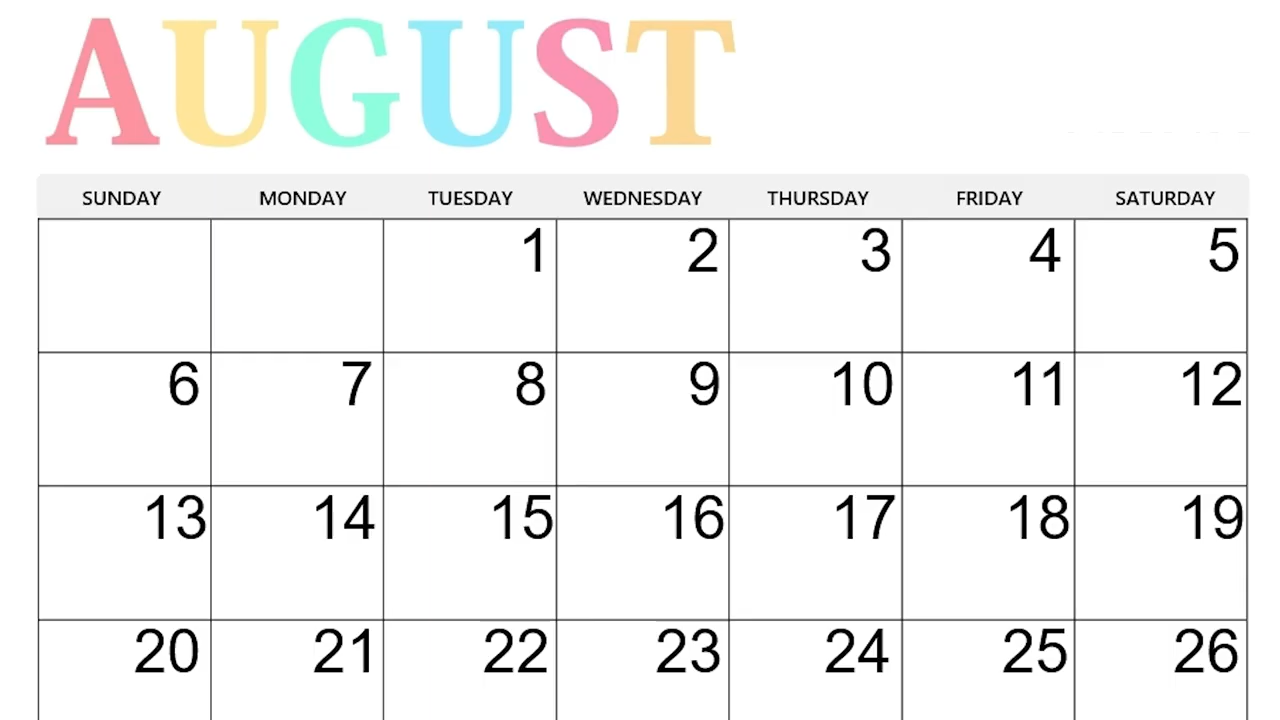 AUGUST
SUNDAY MONDAY TUESDAY WEDNESDAY THURSDAY FRIDAY SATURDAY
1 2 3 4 5
6 7 8 9 10 11 12
13 14 15 16 17 18 19
20 21 22 23 24 25 26